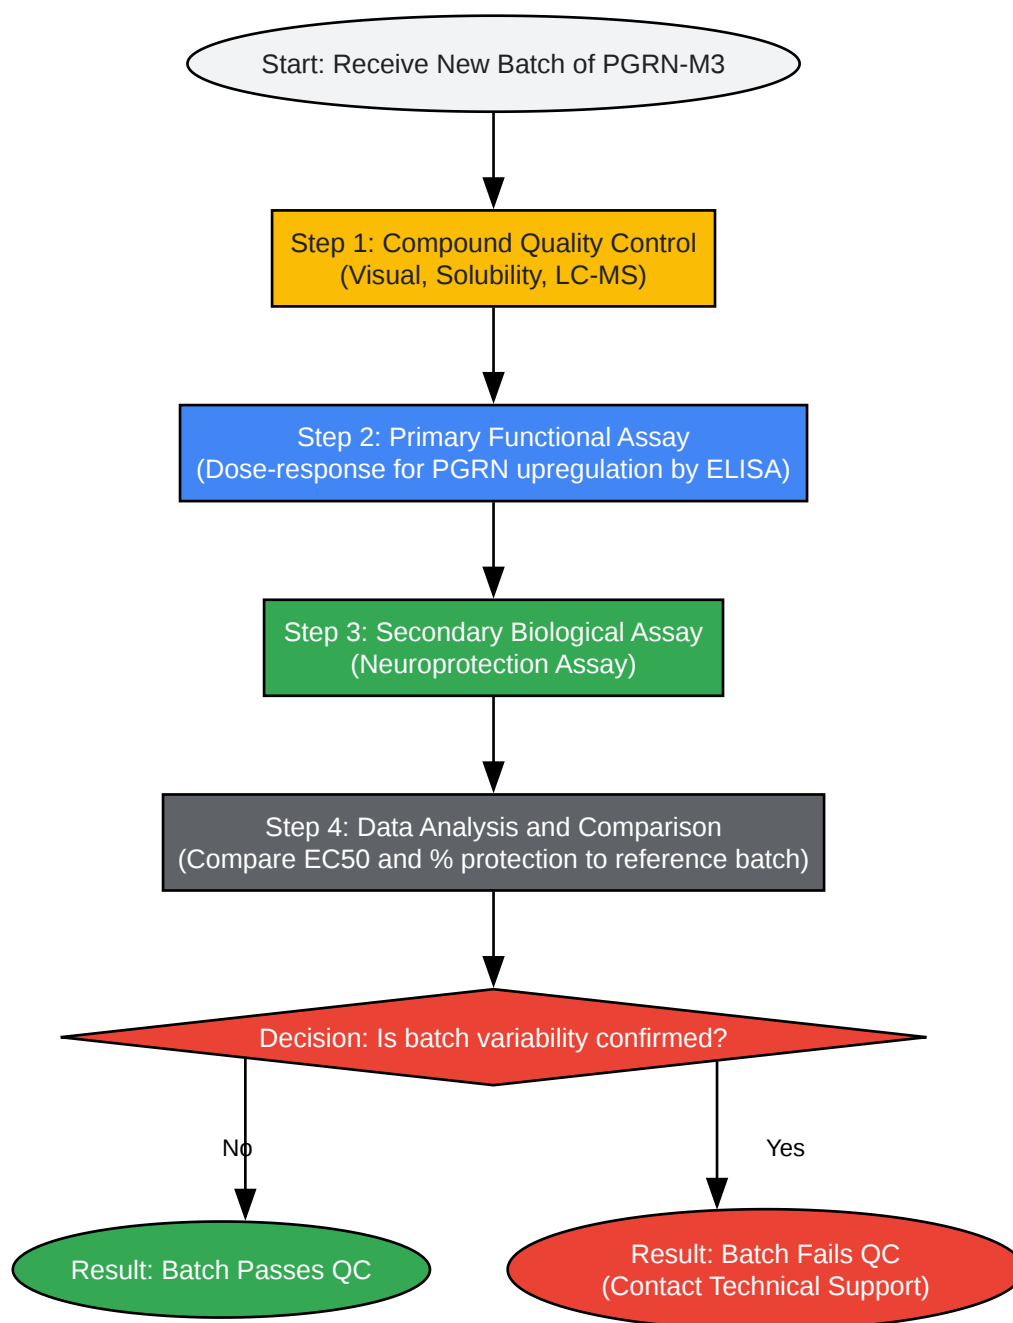 Start: Receive New Batch of PGRN-M3
Step 1: Compound Quality Control
(Visual, Solubility, LC-MS)
Step 2: Primary Functional Assay
(Dose-response for PGRN upregulation by ELISA)
Step 3: Secondary Biological Assay
(Neuroprotection Assay)
Step 4: Data Analysis and Comparison
(Compare EC50 and % protection to reference batch)
Decision: Is batch variability confirmed?
No
Yes
Result: Batch Passes QC
Result: Batch Fails QC
(Contact Technical Support)